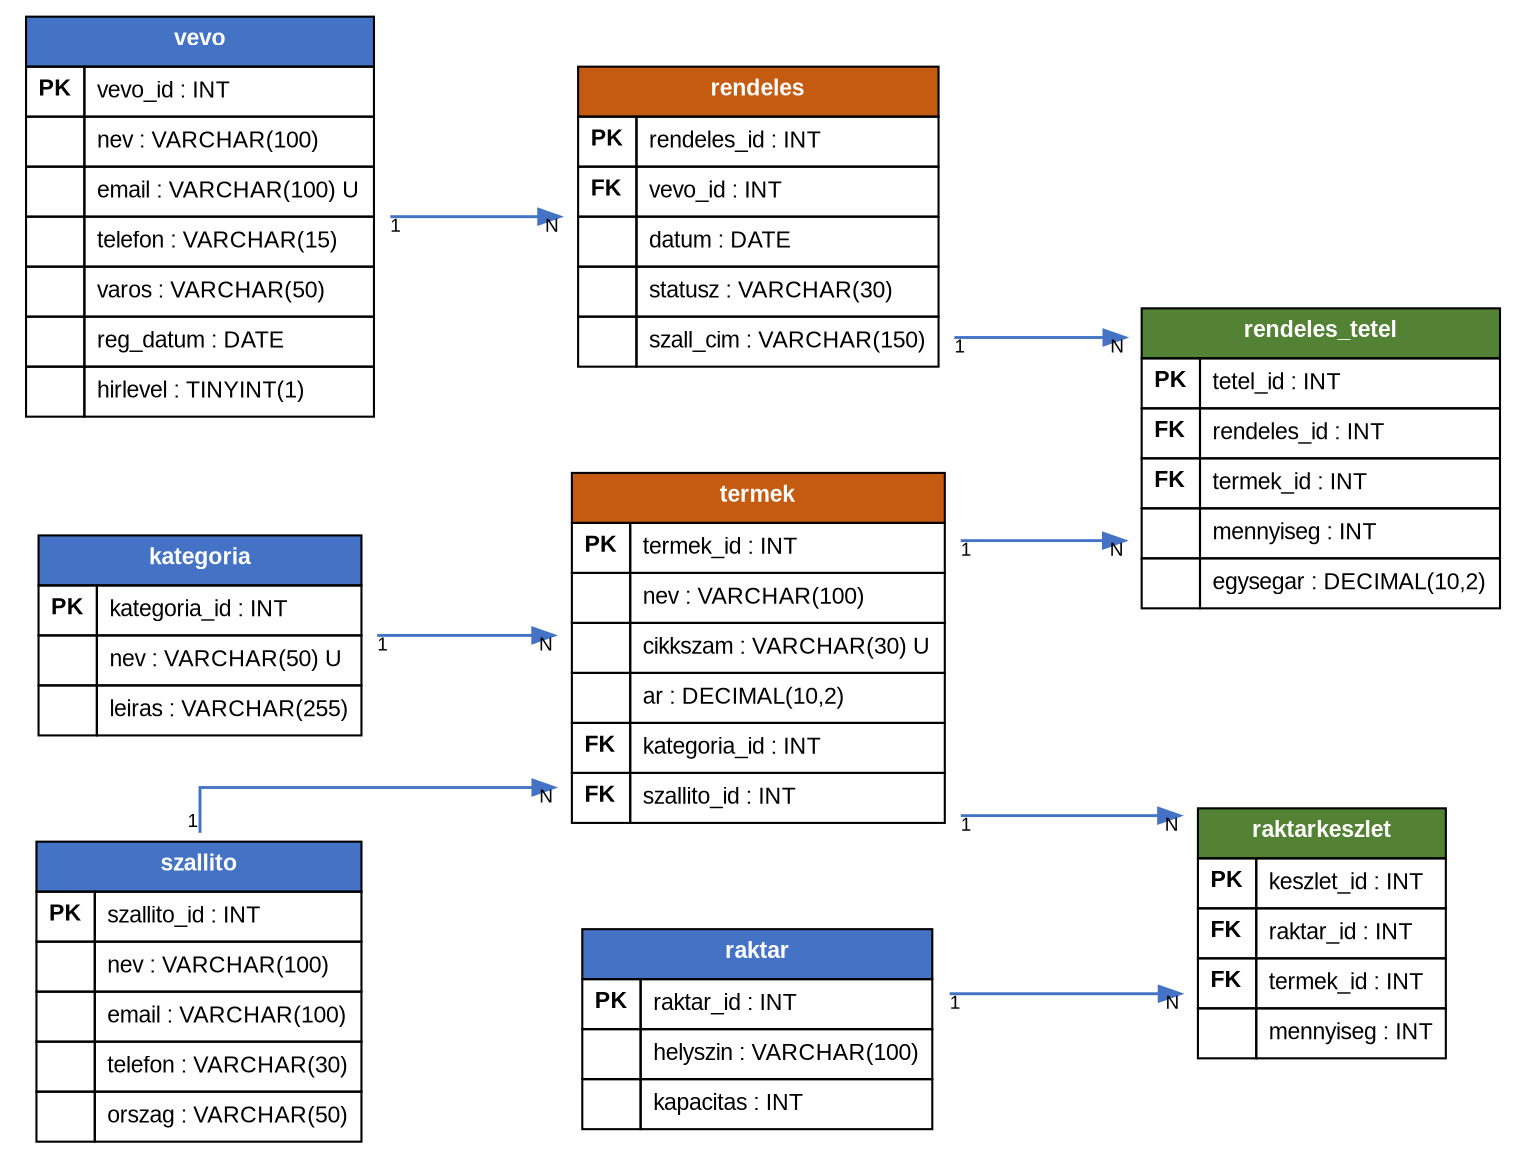 vevo
PK vevo_id : INT
nev : VARCHAR(100)
email : VARCHAR(100) U
telefon : VARCHAR(15)
varos : VARCHAR(50)
reg_datum : DATE
hirlevel : TINYINT(1)
1 N
rendeles
PK rendeles_id : INT
FK vevo_id : INT
datum : DATE
statusz : VARCHAR(30)
szall_cim : VARCHAR(150)
1 N
rendeles_tetel
PK tetel_id : INT
FK rendeles_id : INT
FK termek_id : INT
mennyiseg : INT
egysegar : DECIMAL(10,2)
kategoria
PK kategoria_id : INT
nev : VARCHAR(50) U
leiras : VARCHAR(255)
1 N
termek
PK termek_id : INT
nev : VARCHAR(100)
cikkszam : VARCHAR(30) U
ar : DECIMAL(10,2)
FK kategoria_id : INT
FK szallito_id : INT
1 N
1 N
1 N
szallito
PK szallito_id : INT
nev : VARCHAR(100)
email : VARCHAR(100)
telefon : VARCHAR(30)
orszag : VARCHAR(50)
raktar
PK raktar_id : INT
helyszin : VARCHAR(100)
kapacitas : INT
1 N
raktarkeszlet
PK keszlet_id : INT
FK raktar_id : INT
FK termek_id : INT
mennyiseg : INT